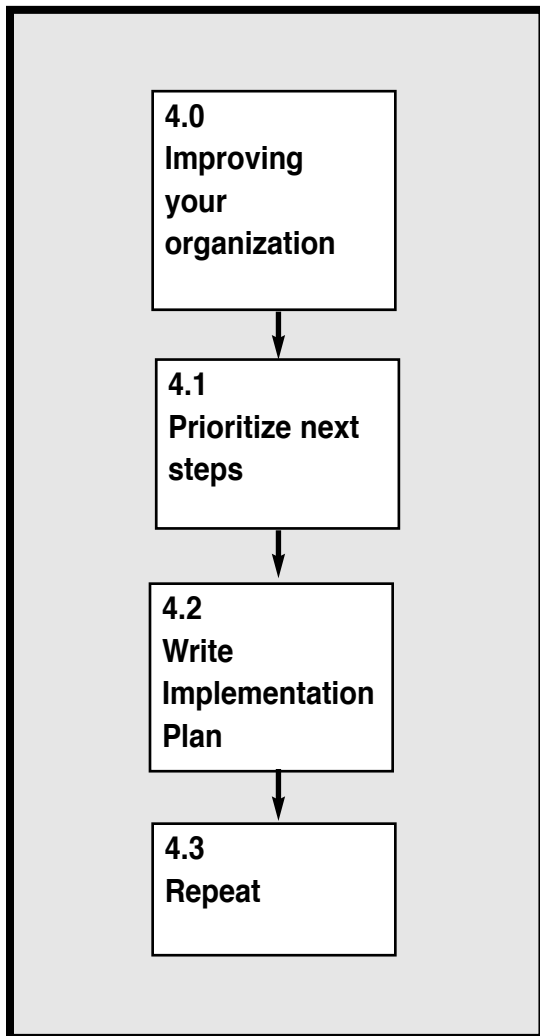 4.0
Improving
your
organization
4.1
Prioritize next
steps
4.2
Write
Implementation
Plan
4.3
Repeat